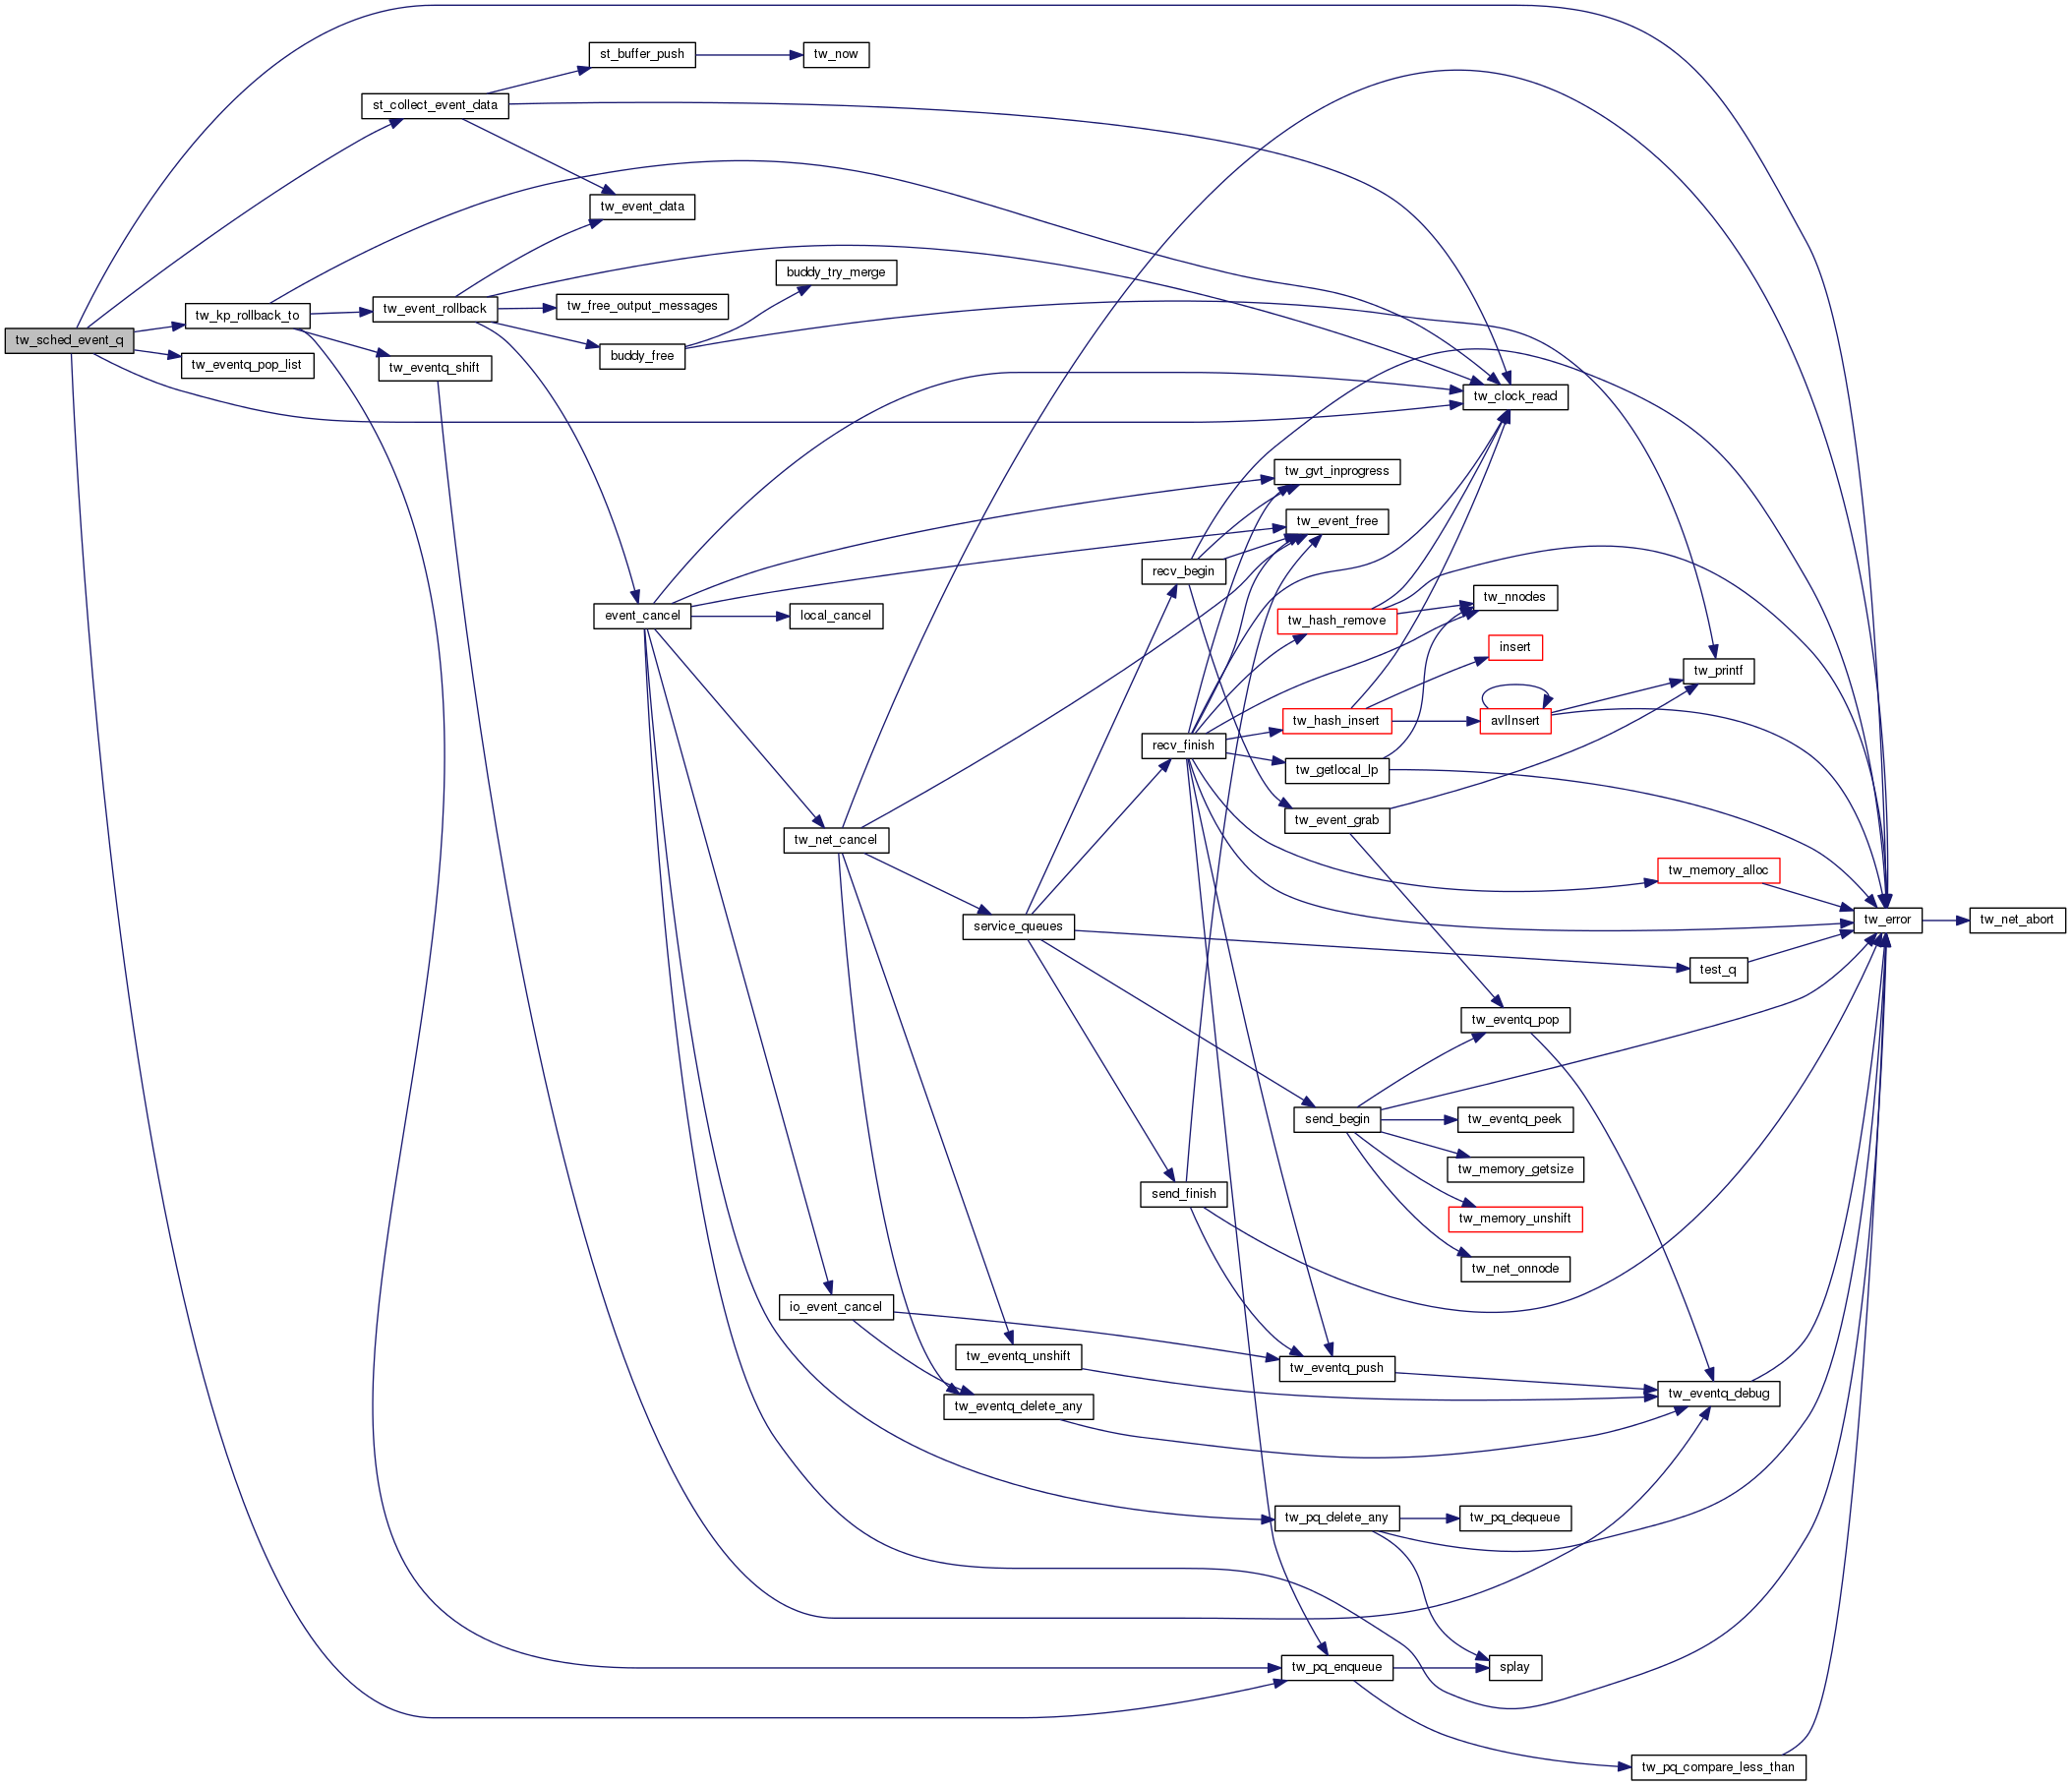 st_buffer_push
tw_now
st_collect_event_data
tw_event_data
buddy_try_merge
tw_free_output_messages
tw_kp_rollback_to
tw_event_rollback
tw_sched_event_q
buddy_free
tw_eventq_pop_list
tw_eventq_shift
tw_clock_read
tw_gvt_inprogress
tw_event_free
recv_begin
tw_nnodes
event_cancel
local_cancel
tw_hash_remove
insert
tw_printf
tw_hash_insert
avlInsert
recv_finish
tw_getlocal_lp
tw_event_grab
tw_net_cancel
tw_memory_alloc
service_queues
tw_error
tw_net_abort
test_q
tw_eventq_pop
send_begin
tw_eventq_peek
tw_memory_getsize
send_finish
tw_memory_unshift
tw_net_onnode
io_event_cancel
tw_eventq_unshift
tw_eventq_push
tw_eventq_debug
tw_eventq_delete_any
tw_pq_delete_any
tw_pq_dequeue
tw_pq_enqueue
splay
tw_pq_compare_less_than